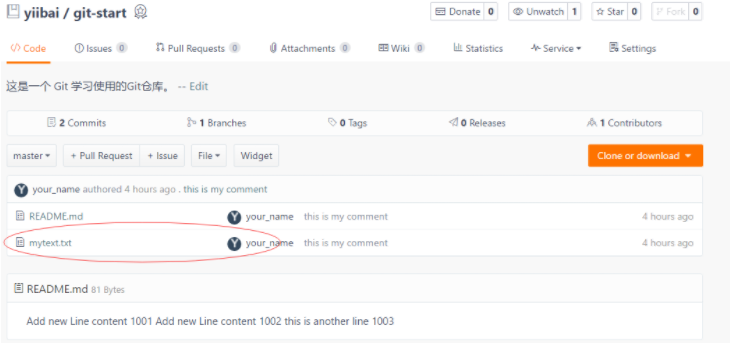 yiibai / git-start Donate 0 Unwatch 1 Star 0 Fork 0
Code Issues 0 Pull Requests 0 Attachments 0 Wiki 0 Statistics Service Settings
这是一个 Git 学习使用的Git仓库。 -- Edit
2 Commits 1 Branches 0 Tags 0 Releases 1 Contributors
master + Pull Request + Issue File Widget Clone or download
Y your_name authored 4 hours ago . this is my comment
README.md Y your_name this is my comment 4 hours ago
mytext.txt Y your_name this is my comment 4 hours ago
README.md 81 Bytes
Add new Line content 1001 Add new Line content 1002 this is another line 1003